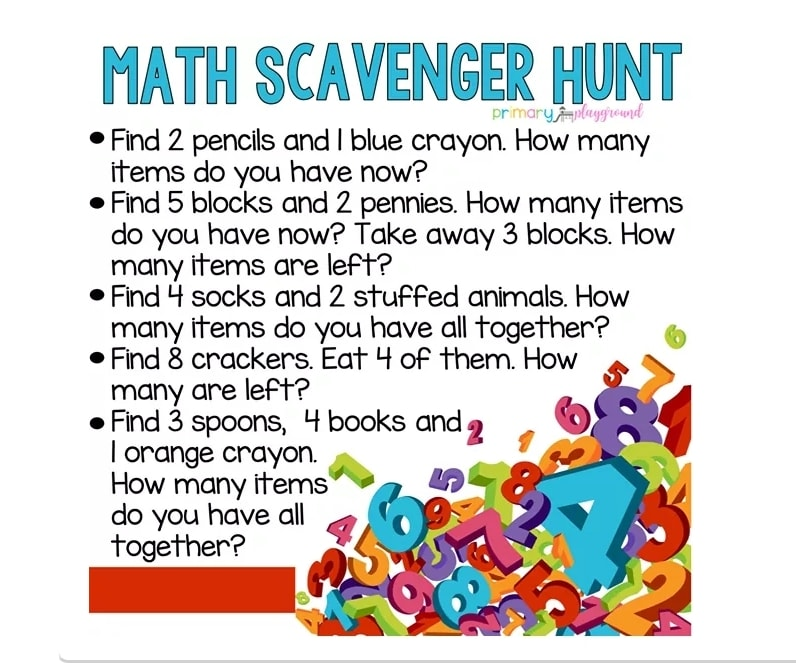 MATH SCAVENGER HUNT
primary playground
• Find 2 pencils and 1 blue crayon. How many
items do you have now?
• Find 5 blocks and 2 pennies. How many items
do you have now? Take away 3 blocks. How
many items are left?
• Find 4 socks and 2 stuffed animals. How
many items do you have all together?
• Find 8 crackers. Eat 4 of them. How
many are left?
• Find 3 spoons, 4 books and
1 orange crayon.
How many items
do you have all
together?